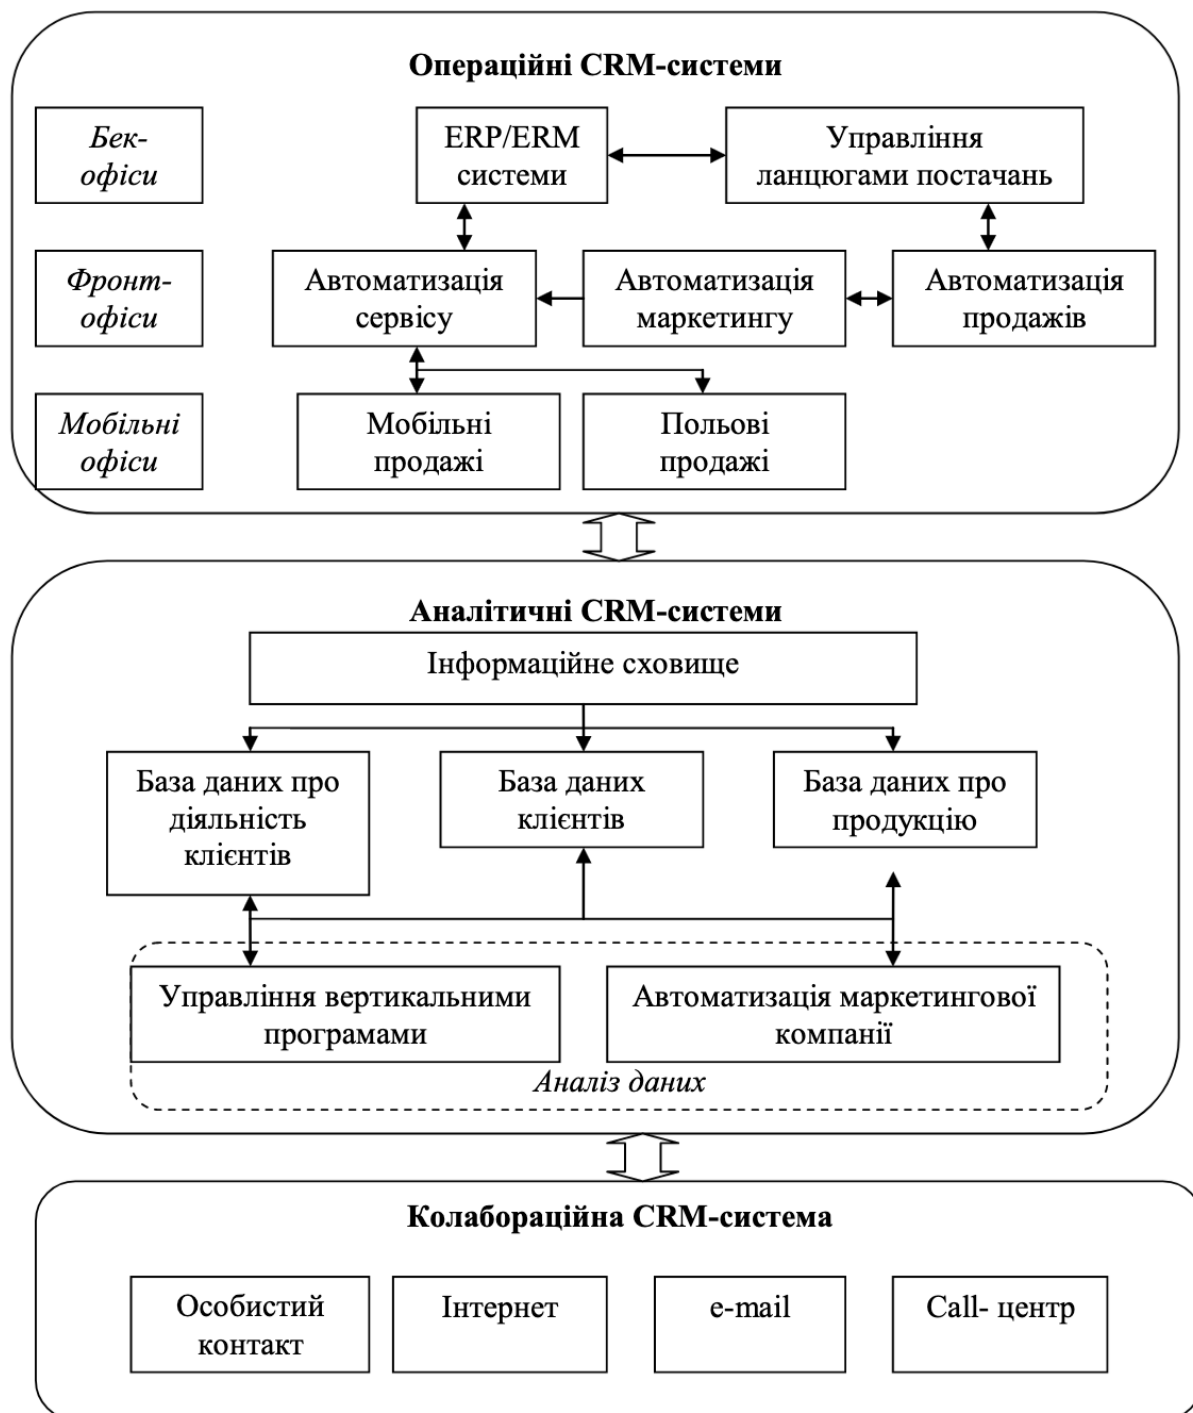 Операційні CRM-системи
Бек-
офіси
ERP/ERM
системи
Управління
ланцюгами постачань
Фронт-
офіси
Автоматизація
сервісу
Автоматизація
маркетингу
Автоматизація
продажів
Мобільні
офіси
Мобільні
продажі
Польові
продажі
Аналітичні CRM-системи
Інформаційне сховище
База даних про
діяльність
клієнтів
База даних
клієнтів
База даних про
продукцію
Управління вертикальними
програмами
Автоматизація маркетингової
компанії
Аналіз даних
Колабораційна CRM-система
Особистий
контакт
Інтернет
e-mail
Call- центр